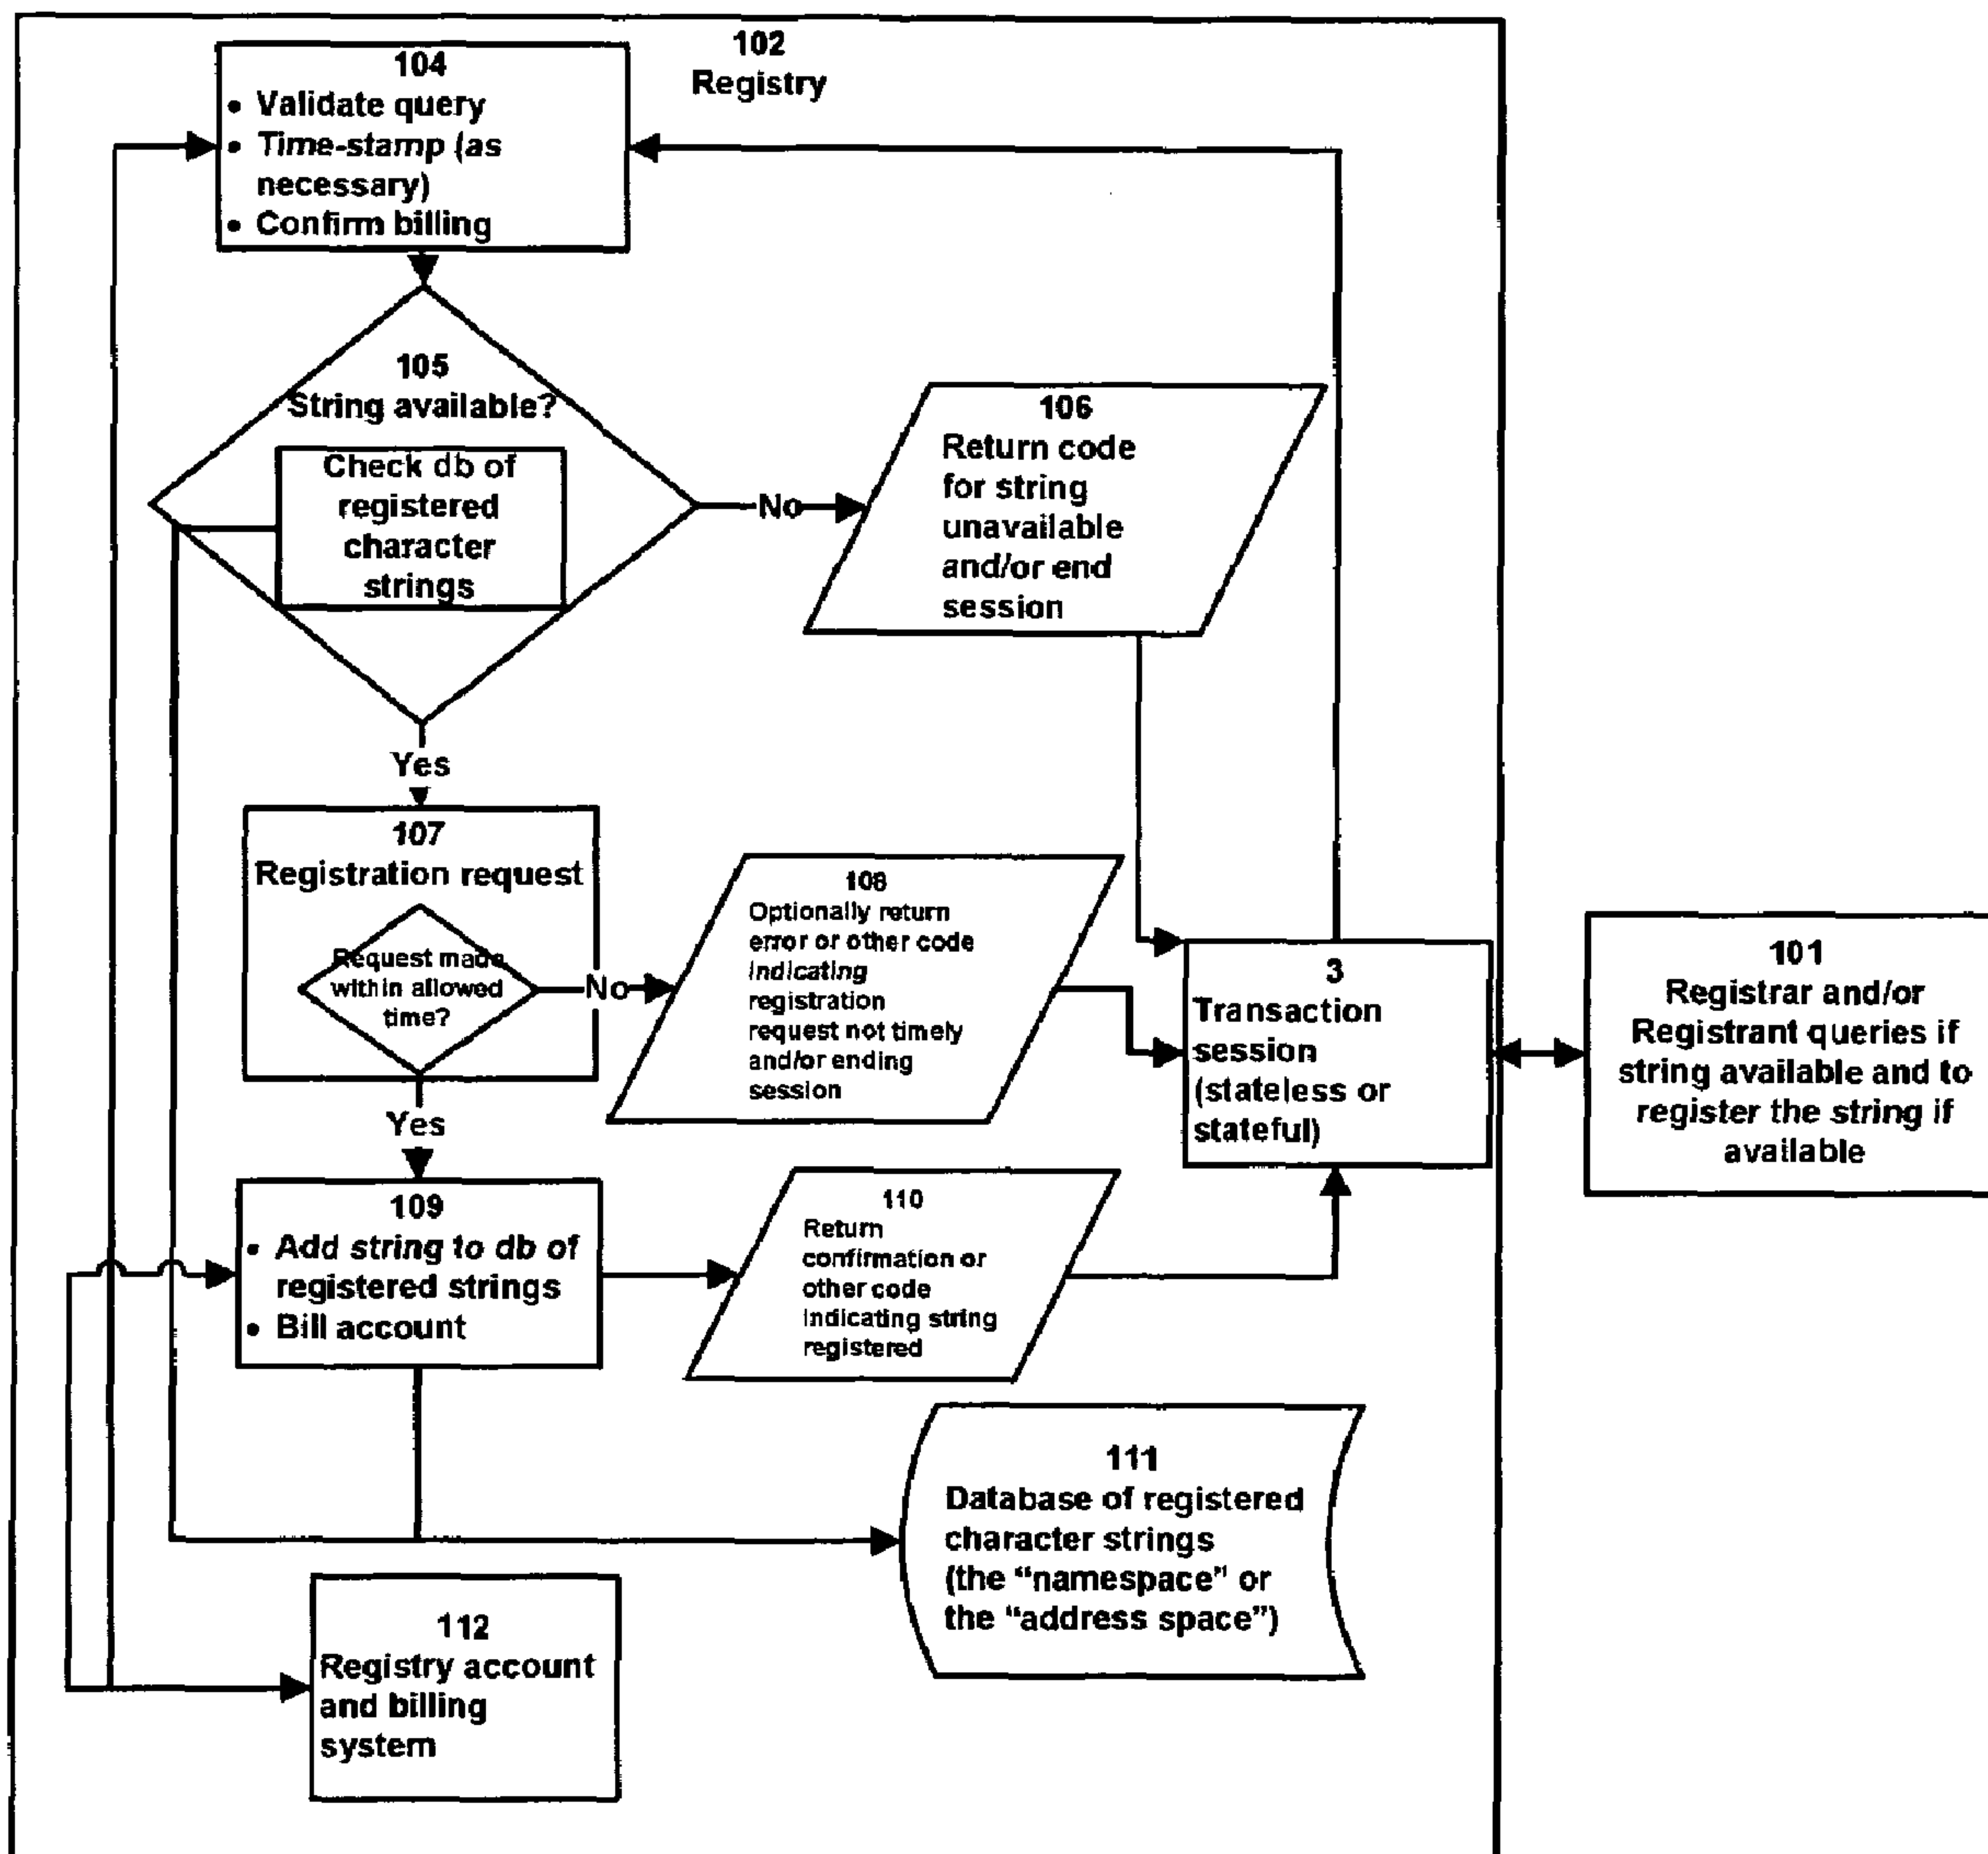 102
Registry
104
• Validate query
• Time-stamp (as
necessary)
• Confirm billing
105
String available?
Check db of
registered
character
strings
No
106
Return code
for string
unavailable
and/or end
session
Yes
107
Registration request
Request made
within allowed
time?
No
108
Optionally return
error or other code
indicating
registration
request not timely
and/or ending
session
3
Transaction
session
(stateless or
stateful)
101
Registrar and/or
Registrant queries if
string available and to
register the string if
available
Yes
109
• Add string to db of
registered strings
• Bill account
110
Return
confirmation or
other code
indicating string
registered
111
Database of registered
character strings
(the “namespace” or
the “address space”)
112
Registry account
and billing
system